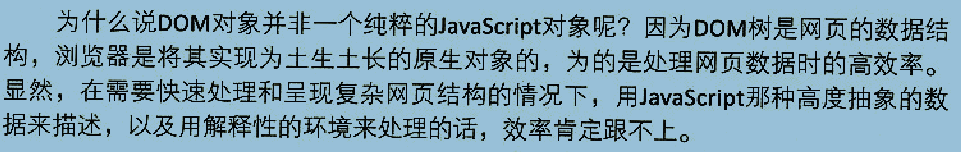 为什么说DOM对象并非一个纯粹的JavaScript对象呢？因为DOM树是网页的数据结
构，浏览器是将其实现为土生土长的原生对象的，为的是处理网页数据时的高效率。
显然，在需要快速处理和呈现复杂网页结构的情况下，用JavaScript那种高度抽象的数
据来描述，以及用解释性的环境来处理的话，效率肯定跟不上。